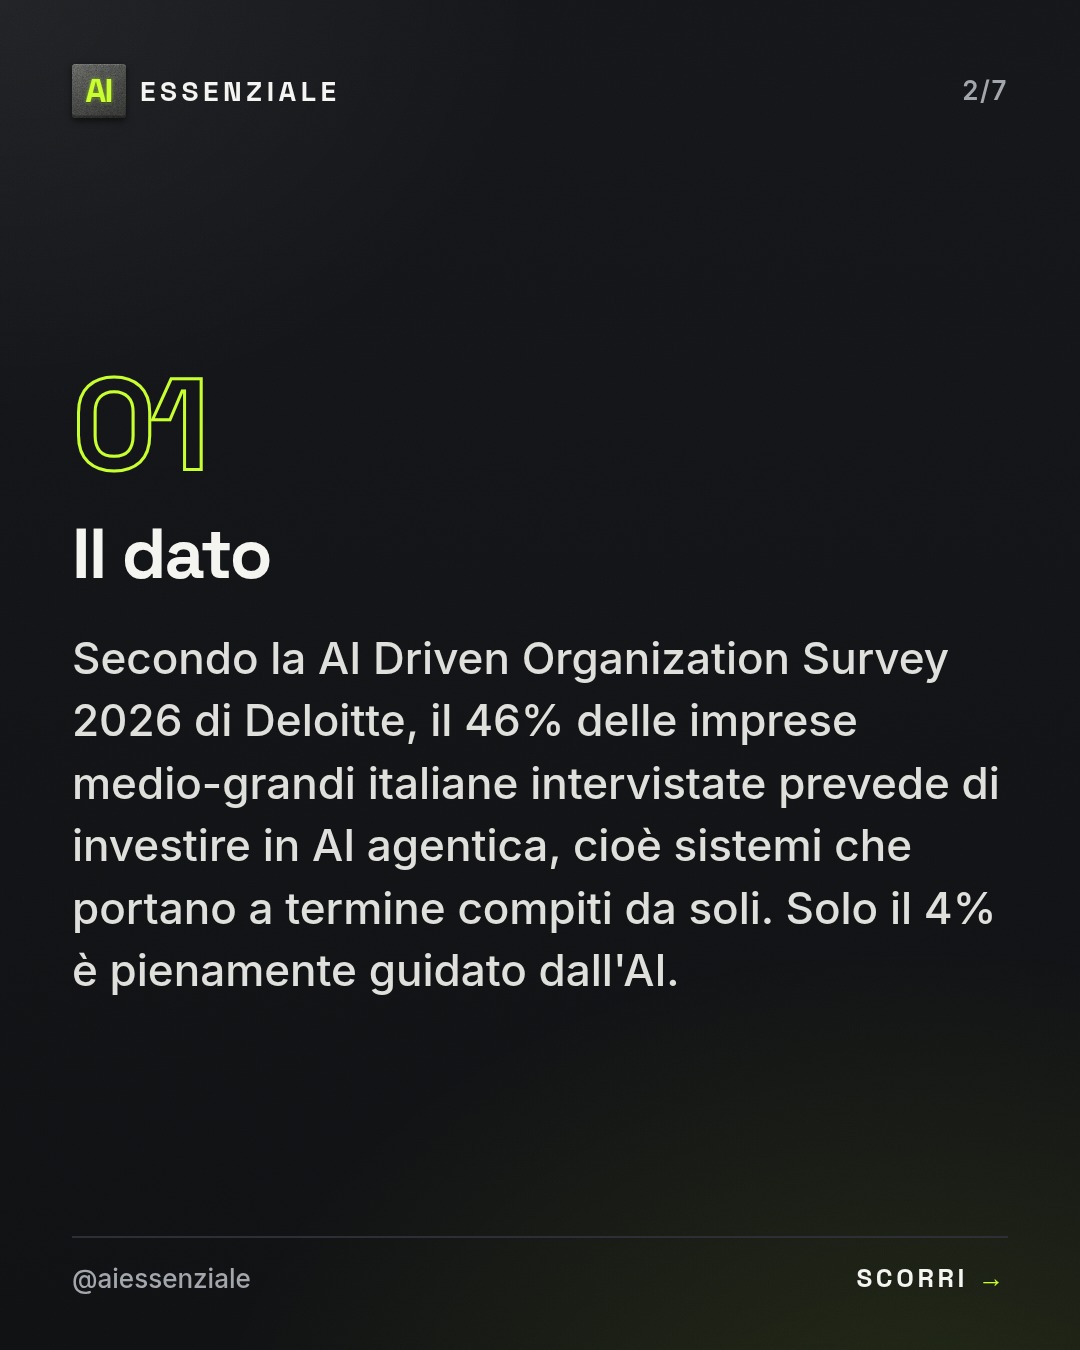 AI ESSENZIALE
2/7
01
Il dato
Secondo la AI Driven Organization Survey
2026 di Deloitte, il 46% delle imprese
medio-grandi italiane intervistate prevede di
investire in AI agentica, cioè sistemi che
portano a termine compiti da soli. Solo il 4%
è pienamente guidato dall'AI.
@aiessenziale
SCORRI →